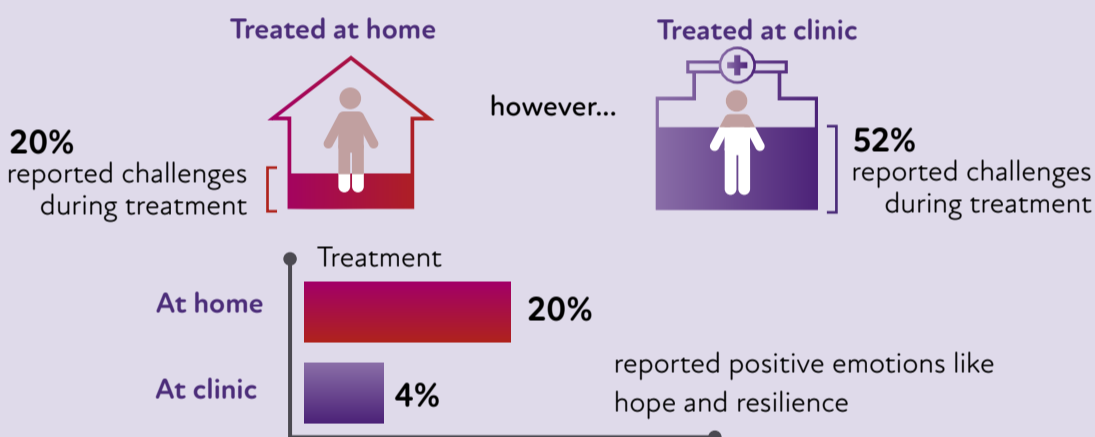 Treated at home
20%
reported challenges
during treatment
however...
Treated at clinic
52%
reported challenges
during treatment
Treatment
At home
20%
At clinic
4%
reported positive emotions like
hope and resilience